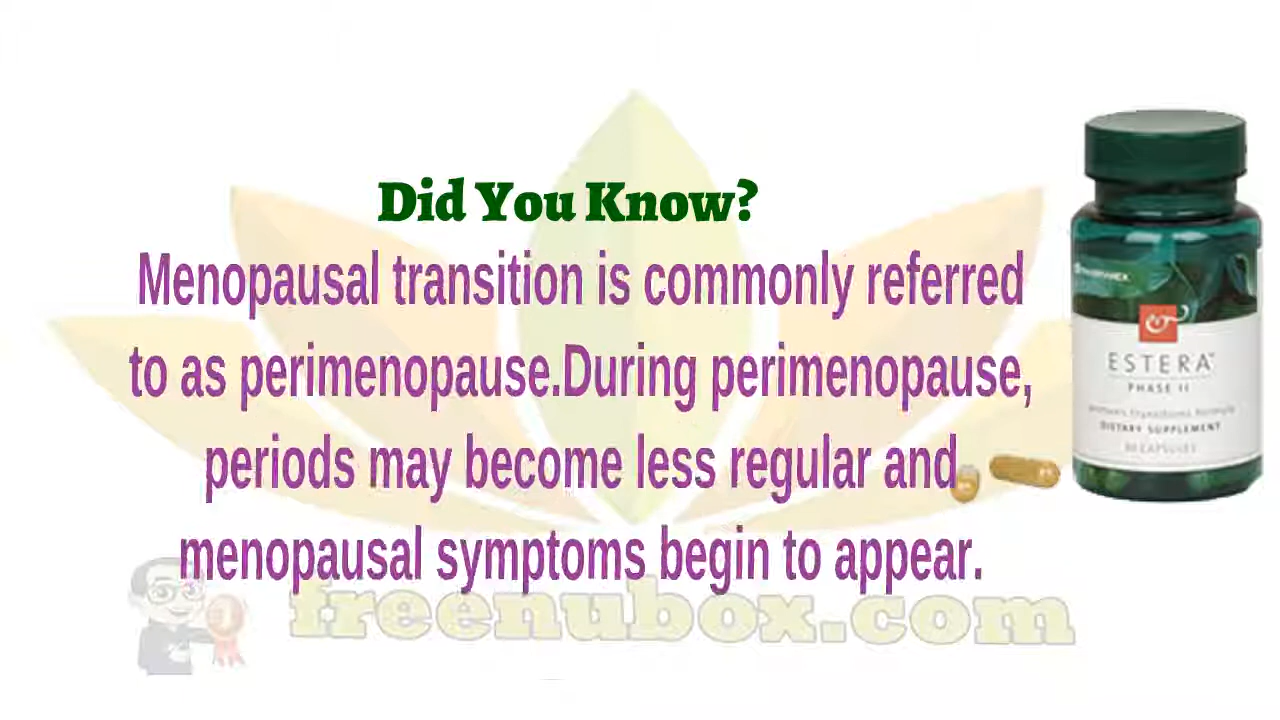 Did You Know?
Menopausal transition is commonly referred
to as perimenopause.During perimenopause,
periods may become less regular and
menopausal symptoms begin to appear.
freenubox.com
ESTERA
PHASE II
DIETARY SUPPLEMENT